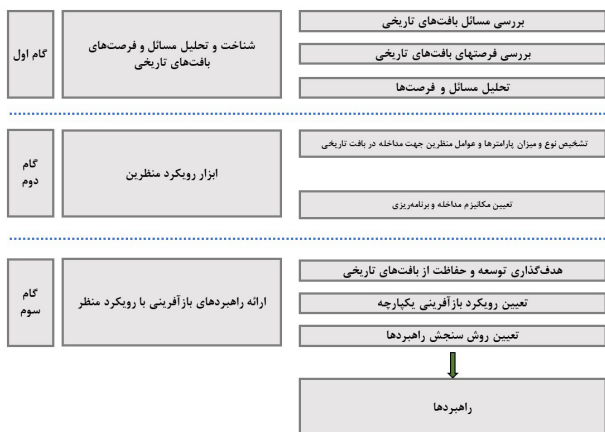 گام اول
شناخت و تحلیل مسائل و فرصت‌های
بافت‌های تاریخی
بررسی مسائل بافت‌های تاریخی
بررسی فرصتهای بافت‌های تاریخی
تحلیل مسائل و فرصت‌ها
گام
دوم
ابزار رویکرد منظرین
تشخیص نوع و میزان پارامترها و عوامل منظرین جهت مداخله در بافت تاریخی
تعیین مکانیزم مداخله و برنامه‌ریزی
گام
سوم
ارائه راهبردهای بازآفرینی با رویکرد منظر
هدف‌گذاری توسعه و حفاظت از بافت‌های تاریخی
تعیین رویکرد بازآفرینی یکپارچه
تعیین روش سنجش راهبردها
راهبردها